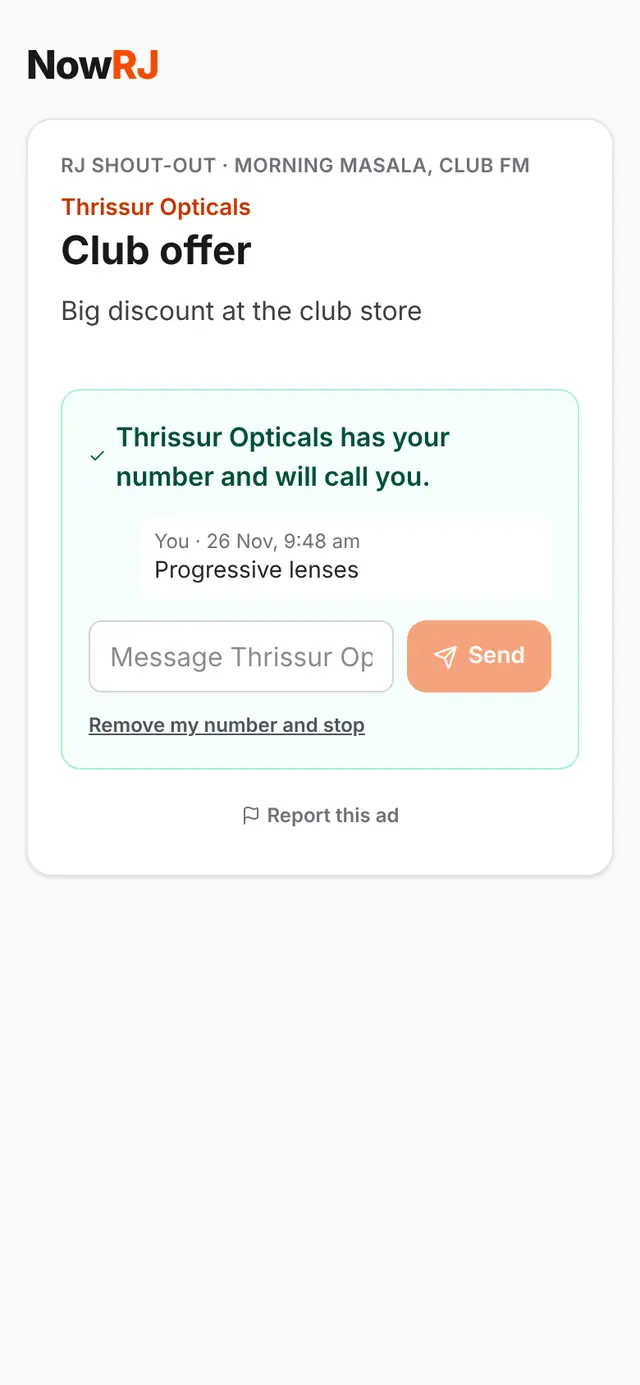 NowRJ
RJ SHOUT-OUT · MORNING MASALA, CLUB FM
Thrissur Opticals
Club offer
Big discount at the club store
Thrissur Opticals has your
number and will call you.
You · 26 Nov, 9:48 am
Progressive lenses
Message Thrissur Op
Send
Remove my number and stop
Report this ad